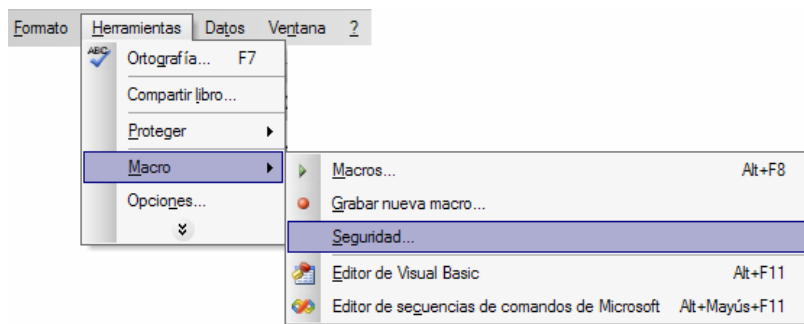 Formato Herramientas Datos Ventana ?
ABC Ortografía... F7
Compartir libro...
Proteger
Macro
Macros... Alt+F8
Opciones...
Grabar nueva macro...
Seguridad...
Editor de Visual Basic Alt+F11
Editor de secuencias de comandos de Microsoft Alt+Mayús+F11